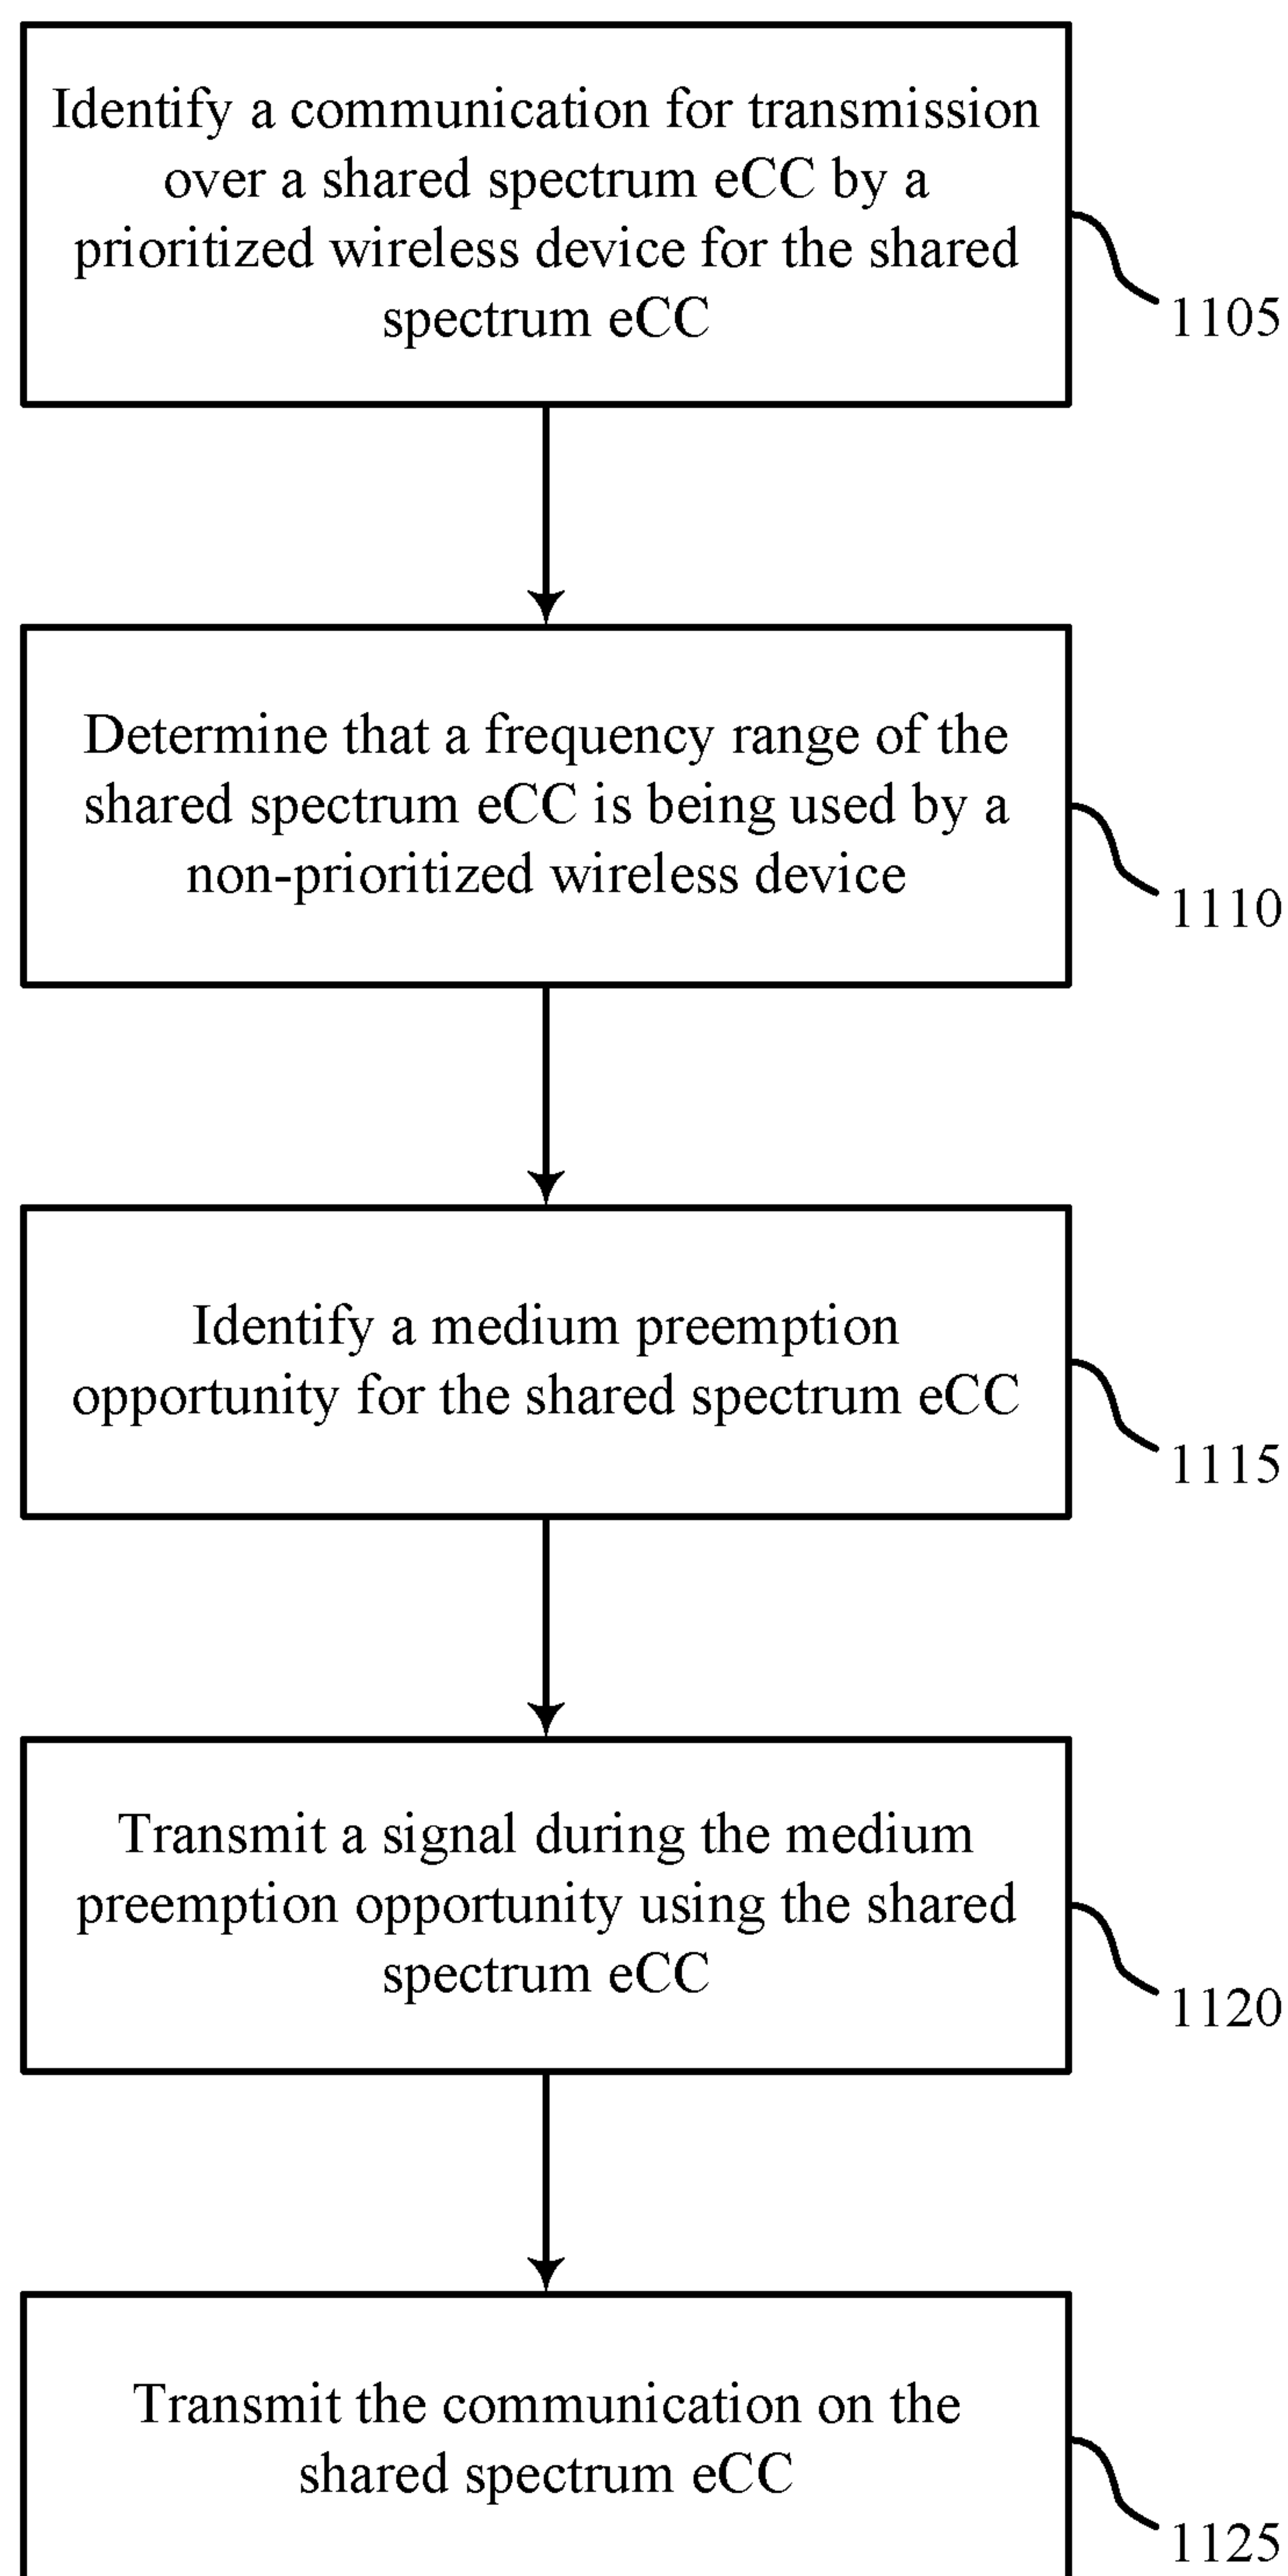 Identify a communication for transmission
over a shared spectrum eCC by a
prioritized wireless device for the shared
spectrum eCC
1105
Determine that a frequency range of the
shared spectrum eCC is being used by a
non-prioritized wireless device
1110
Identify a medium preemption
opportunity for the shared spectrum eCC
1115
Transmit a signal during the medium
preemption opportunity using the shared
spectrum eCC
1120
Transmit the communication on the
shared spectrum eCC
1125